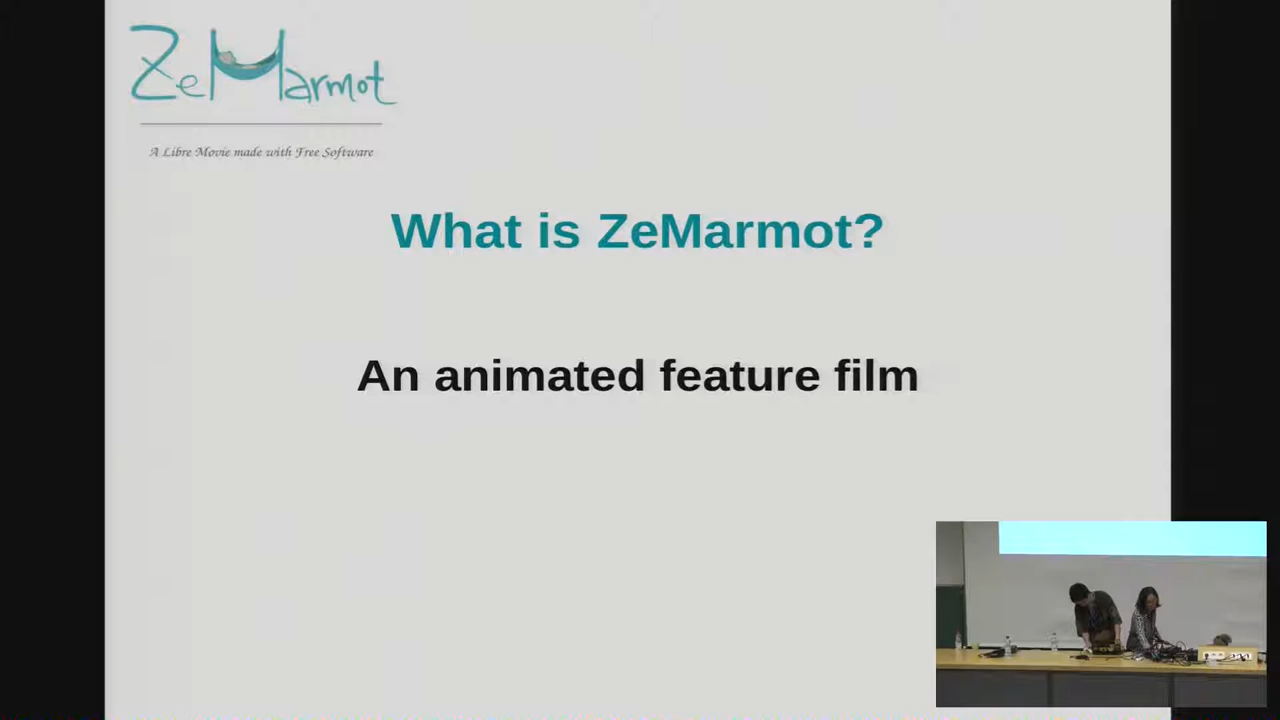 ZeMarmot
A Libre Movie made with Free Software
What is ZeMarmot?
An animated feature film